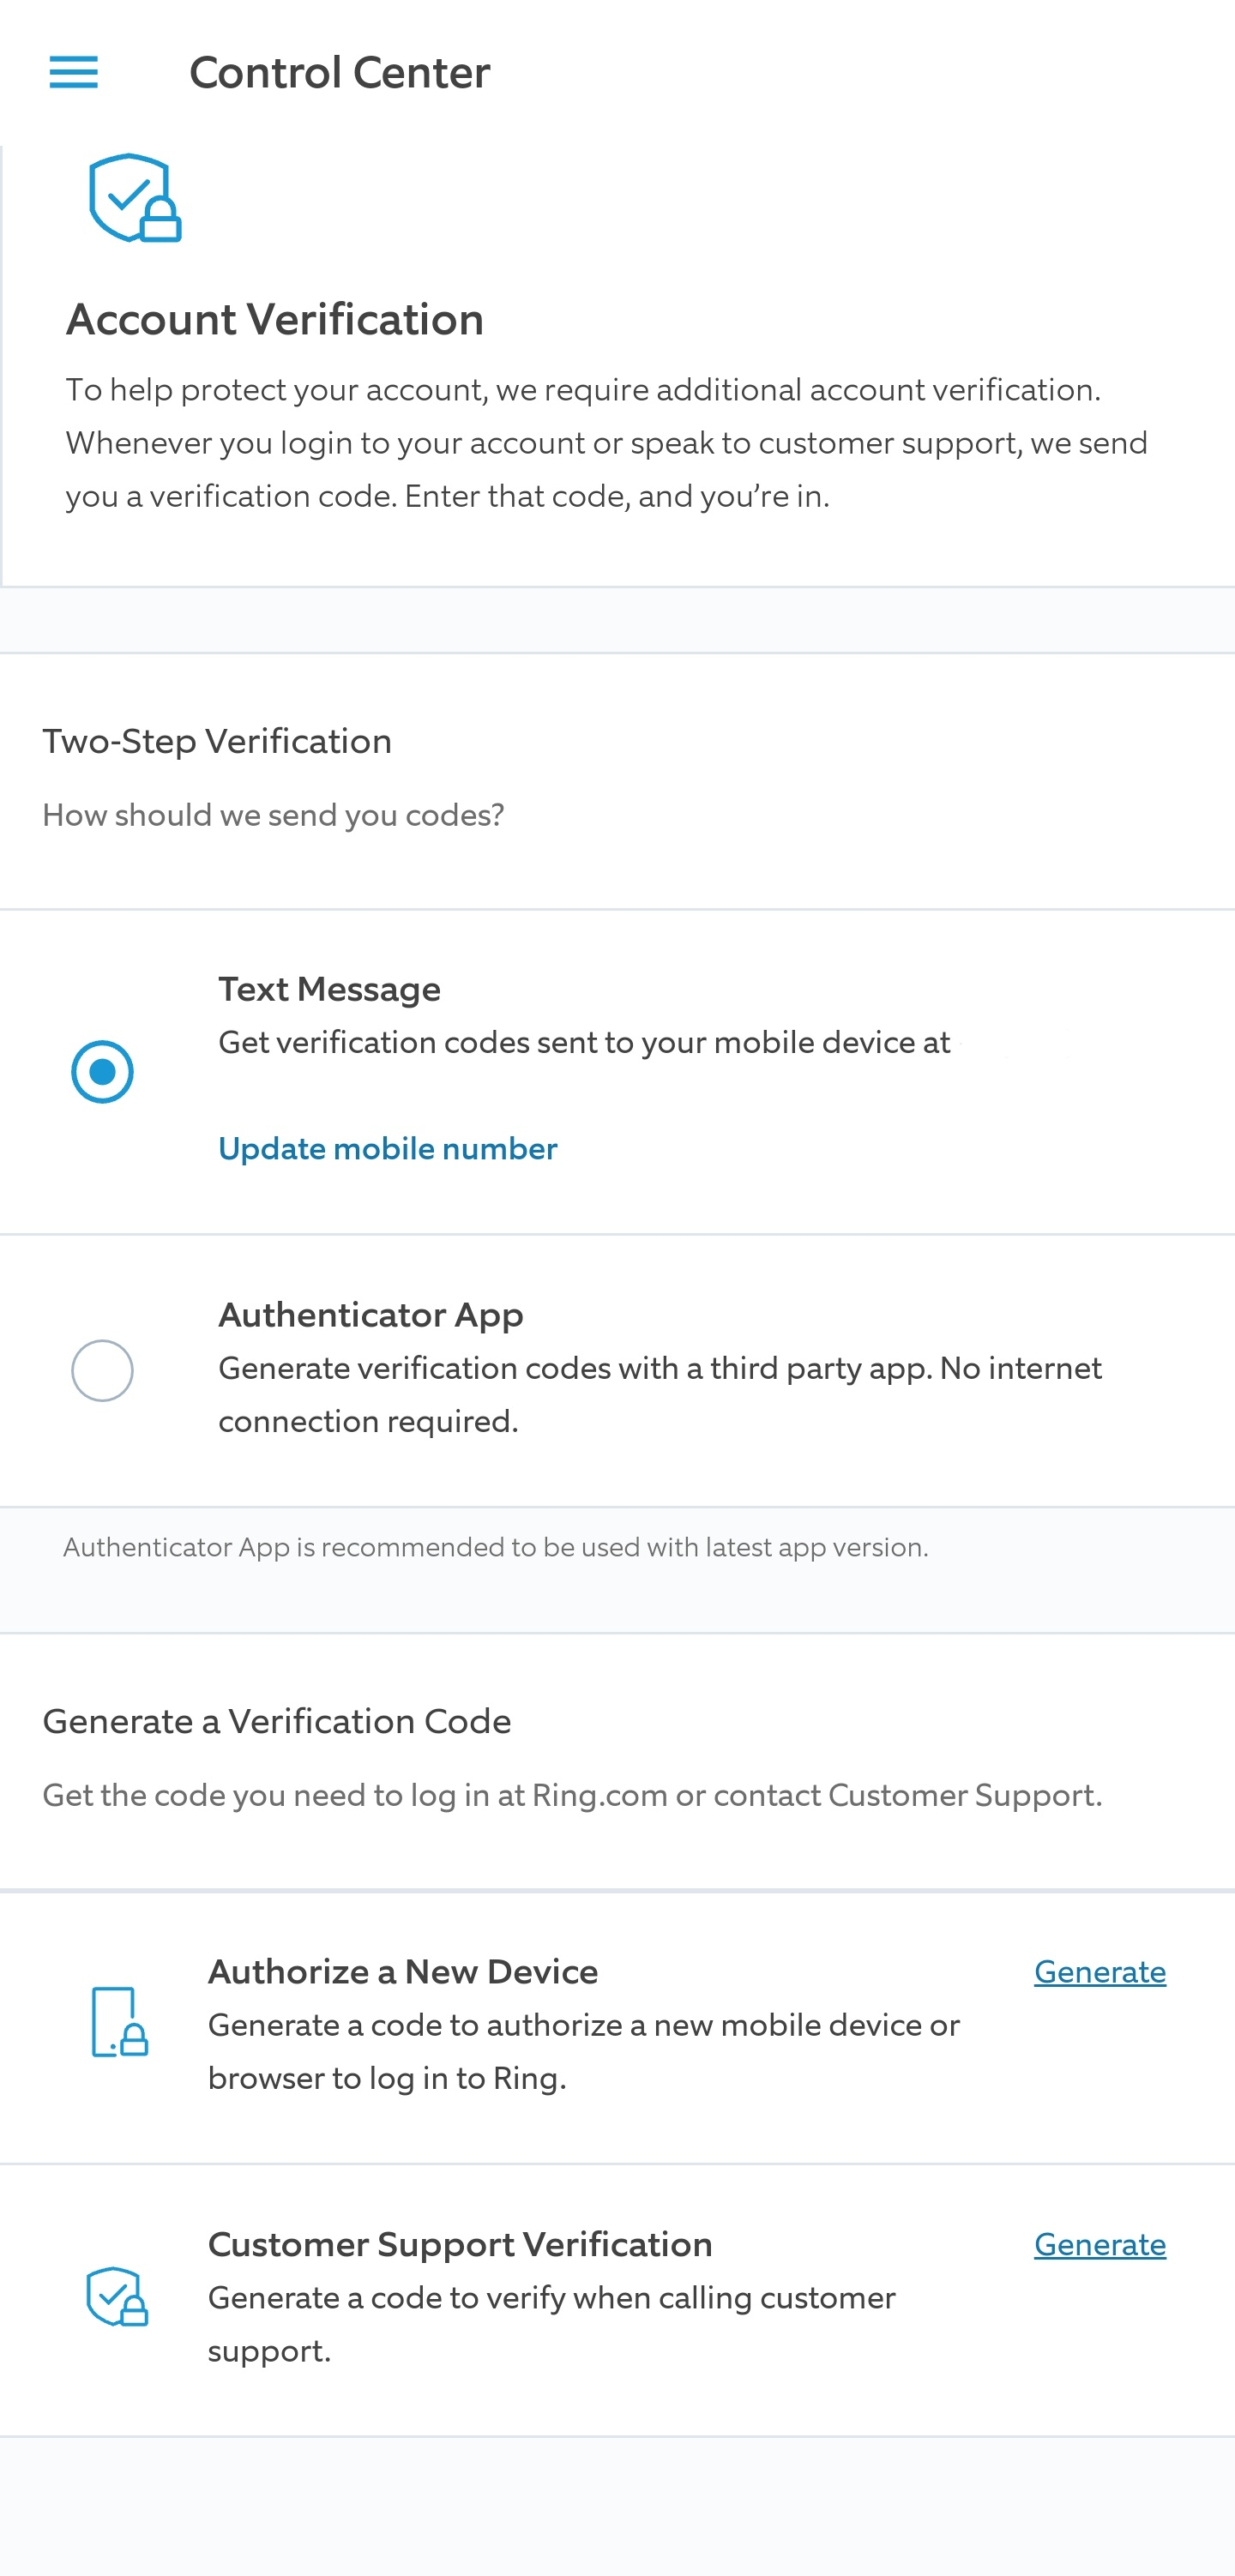 Control Center
Account Verification
To help protect your account, we require additional account verification.
Whenever you login to your account or speak to customer support, we send
you a verification code. Enter that code, and you’re in.
Two-Step Verification
How should we send you codes?
Text Message
Get verification codes sent to your mobile device at
Update mobile number
Authenticator App
Generate verification codes with a third party app. No internet
connection required.
Authenticator App is recommended to be used with latest app version.
Generate a Verification Code
Get the code you need to log in at Ring.com or contact Customer Support.
Authorize a New Device
Generate
Generate a code to authorize a new mobile device or
browser to log in to Ring.
Customer Support Verification
Generate
Generate a code to verify when calling customer
support.